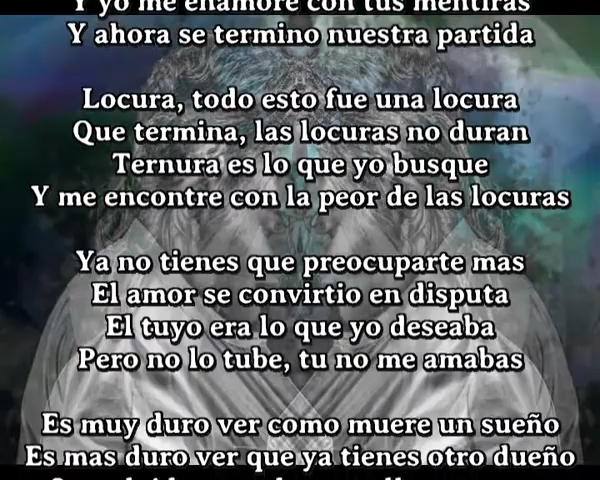 Y yo me enamore con tus mentiras
Y ahora se termino nuestra partida
Locura, todo esto fue una locura
Que termina, las locuras no duran
Ternura es lo que yo busque
Y me encontre con la peor de las locuras
Ya no tienes que preocuparte mas
El amor se convirtio en disputa
El tuyo era lo que yo deseaba
Pero no lo tube, tu no me amabas
Es muy duro ver como muere un sueño
Es mas duro ver que ya tienes otro dueño